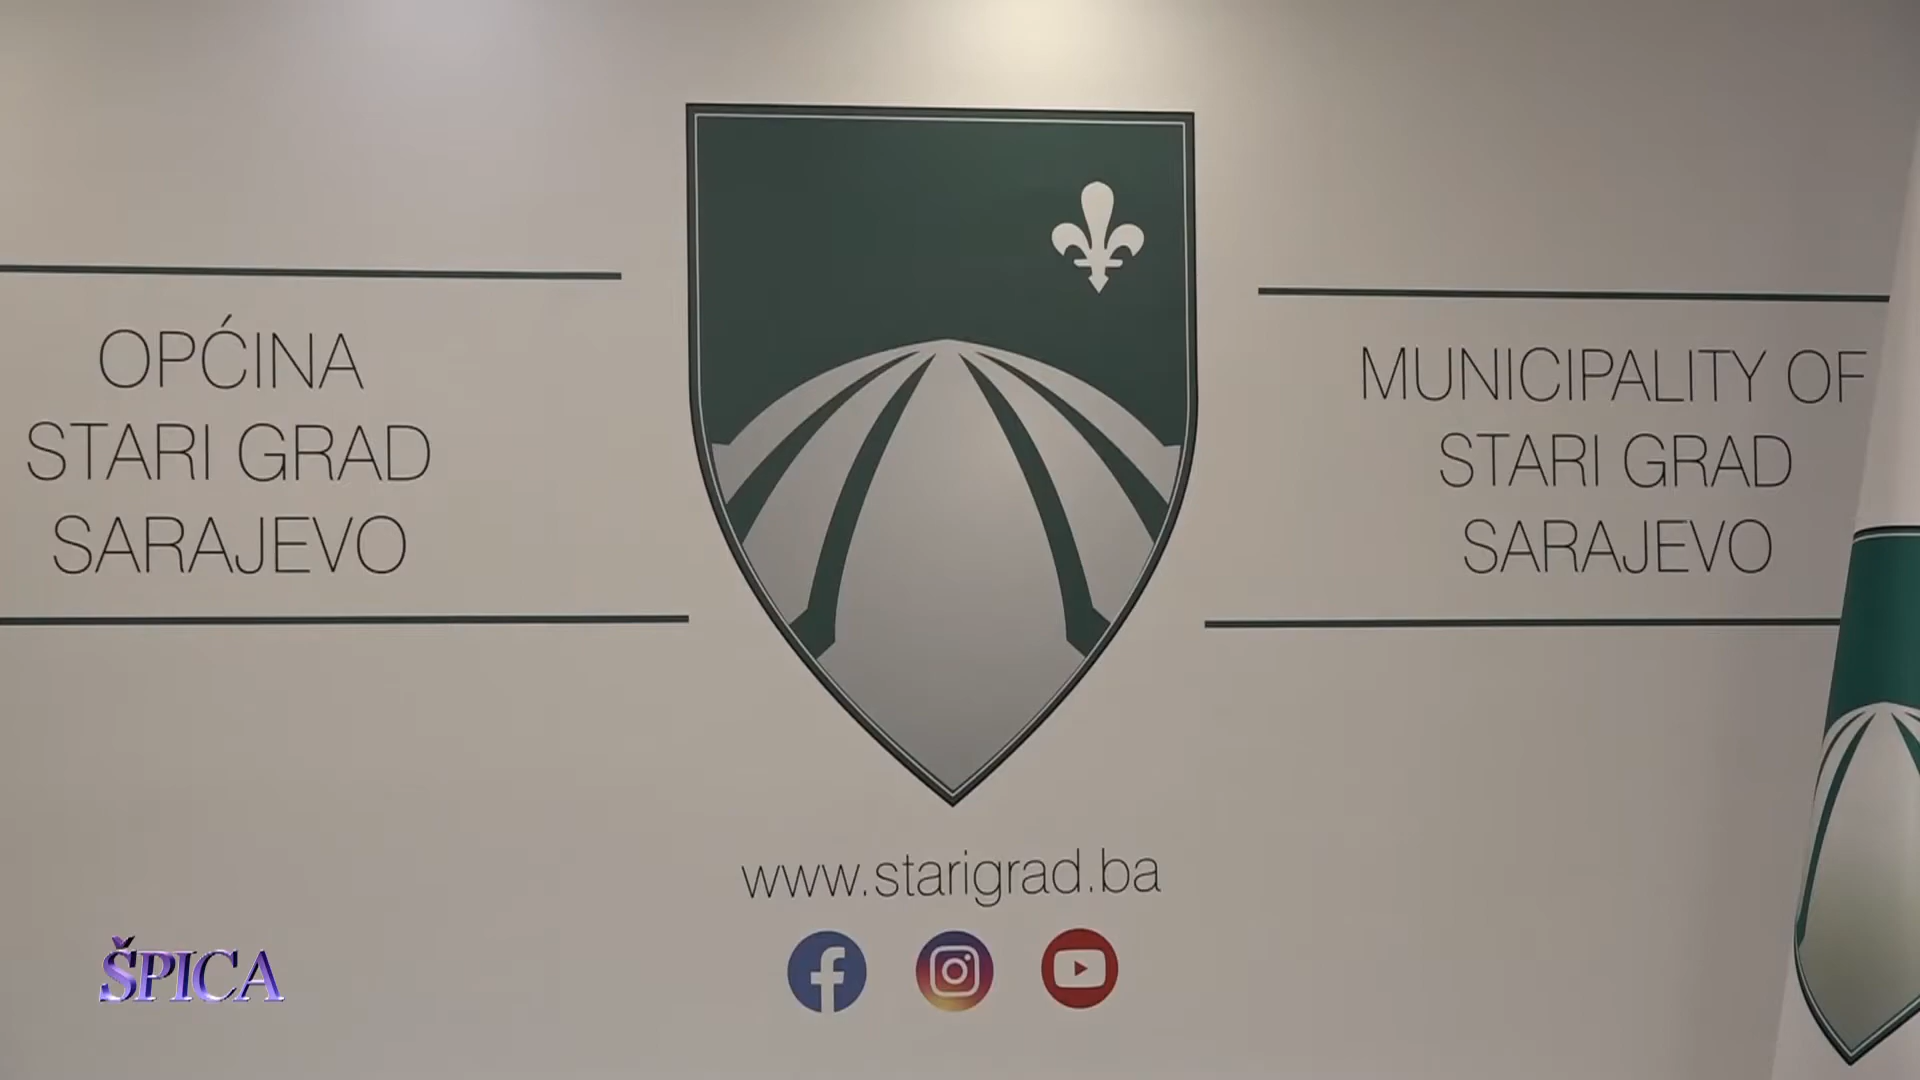 OPĆINA
STARI GRAD
SARAJEVO
MUNICIPALITY OF
STARI GRAD
SARAJEVO
www.starigrad.ba
ŠPICA